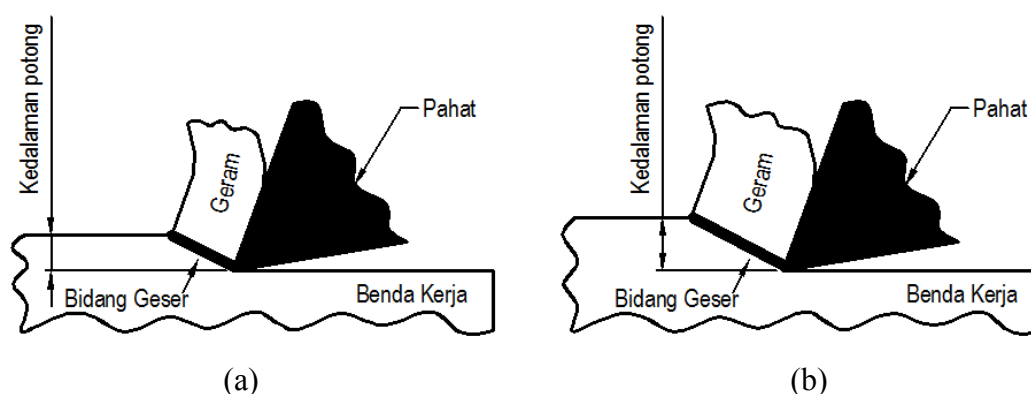 Kedalaman potong
Pahat
Geram
Bidang Geser
Benda Kerja
(a)
Kedalaman potong
Pahat
Geram
Bidang Geser
Benda Kerja
(b)